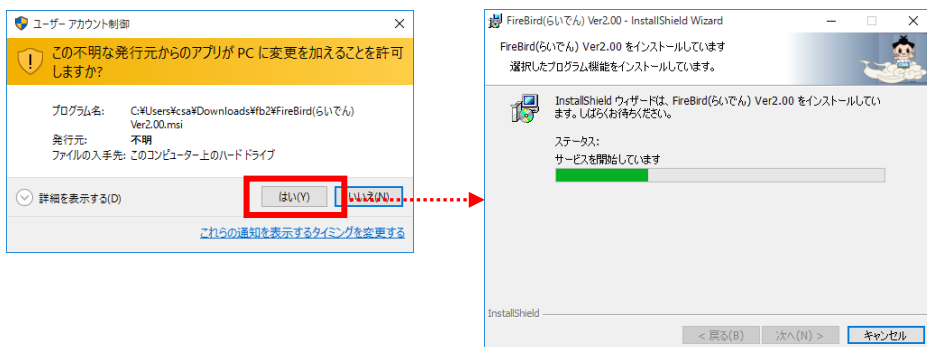 ユーザー アカウント制御
この不明な発行元からのアプリが PC に変更を加えることを許可
しますか?
プログラム名: C:¥Users¥csa¥Downloads¥fb2¥FireBird(らいでん)
Ver2.00.msi
発行元: 不明
ファイルの入手先: このコンピューター上のハード ドライブ
詳細を表示する(D)
はい(Y)
いいえ(N)
これらの通知を表示するタイミングを変更する
FireBird(らいでん) Ver2.00 - InstallShield Wizard
FireBird(らいでん) Ver2.00 をインストールしています
選択したプログラム機能をインストールしています。
InstallShield ウィザードは、FireBird(らいでん) Ver2.00 をインストールしてい
ます。しばらくお待ちください。
ステータス:
サービスを開始しています
InstallShield
< 戻る(B)
次へ(N) >
キャンセル